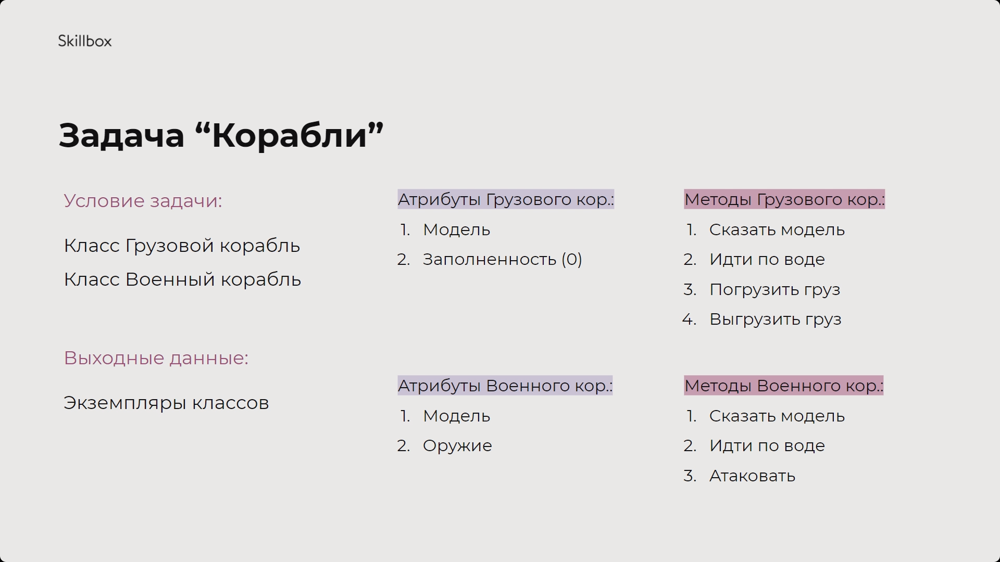 Skillbox
Задача “Корабли”
Условие задачи:
Класс Грузовой корабль
Класс Военный корабль
Выходные данные:
Экземпляры классов
Атрибуты Грузового кор.:
1. Модель
2. Заполненность (0)
Методы Грузового кор.:
1. Сказать модель
2. Идти по воде
3. Погрузить груз
4. Выгрузить груз
Атрибуты Военного кор.:
1. Модель
2. Оружие
Методы Военного кор.:
1. Сказать модель
2. Идти по воде
3. Атаковать